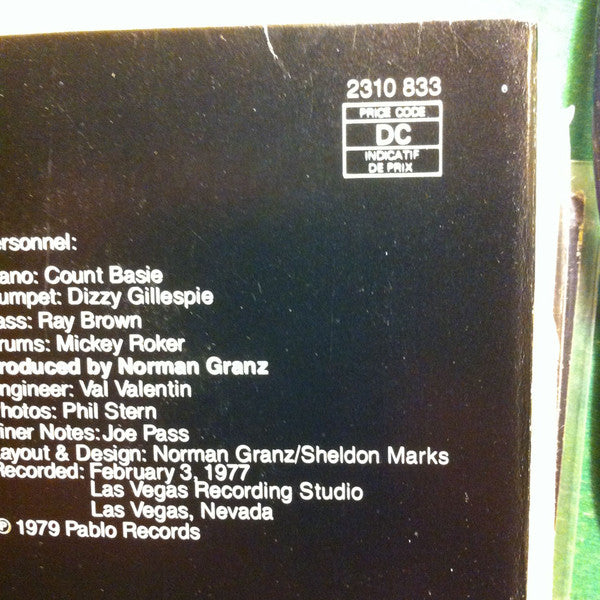 2310 833
PRICE CODE
DC
INDICATIF
DE PRIX
ersonnel:
iano: Count Basie
umpet: Dizzy Gillespie
ass: Ray Brown
rums: Mickey Roker
roduced by Norman Granz
ngineer: Val Valentin
hotos: Phil Stern
iner Notes: Joe Pass
ayout & Design: Norman Granz/Sheldon Marks
Recorded: February 3, 1977
Las Vegas Recording Studio
Las Vegas, Nevada
℗ 1979 Pablo Records